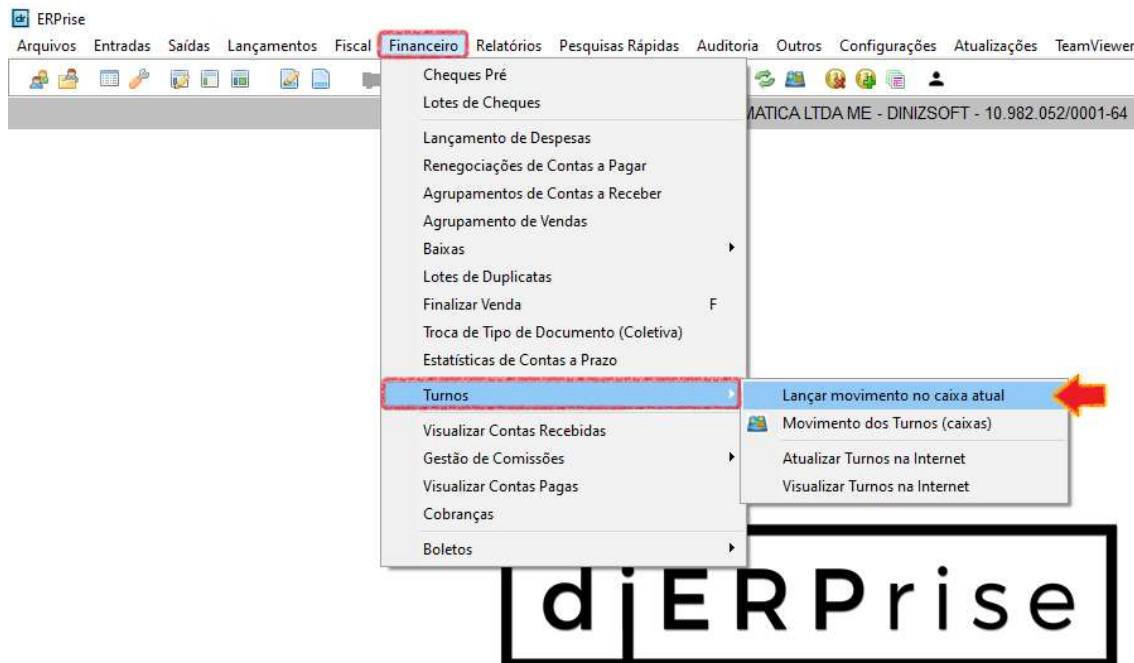 ERPrise
Arquivos Entradas Saídas Lançamentos Fiscal Financeiro Relatórios Pesquisas Rápidas Auditoria Outros Configurações Atualizações TeamViewer
Cheques Pré
Lotes de Cheques
LTDA ME - DINIZSOFT - 10.982.052/0001-64
Lançamento de Despesas
Renegociações de Contas a Pagar
Agrupamentos de Contas a Receber
Agrupamento de Vendas
Baixas
Lotes de Duplicatas
Finalizar Venda F
Troca de Tipo de Documento (Coletiva)
Estatísticas de Contas a Prazo
Turnos
Lançar movimento no caixa atual
Movimento dos Turnos (caixas)
Atualizar Turnos na Internet
Visualizar Turnos na Internet
Visualizar Contas Recebidas
Gestão de Comissões
Visualizar Contas Pagas
Cobranças
Boletos
djERPrise